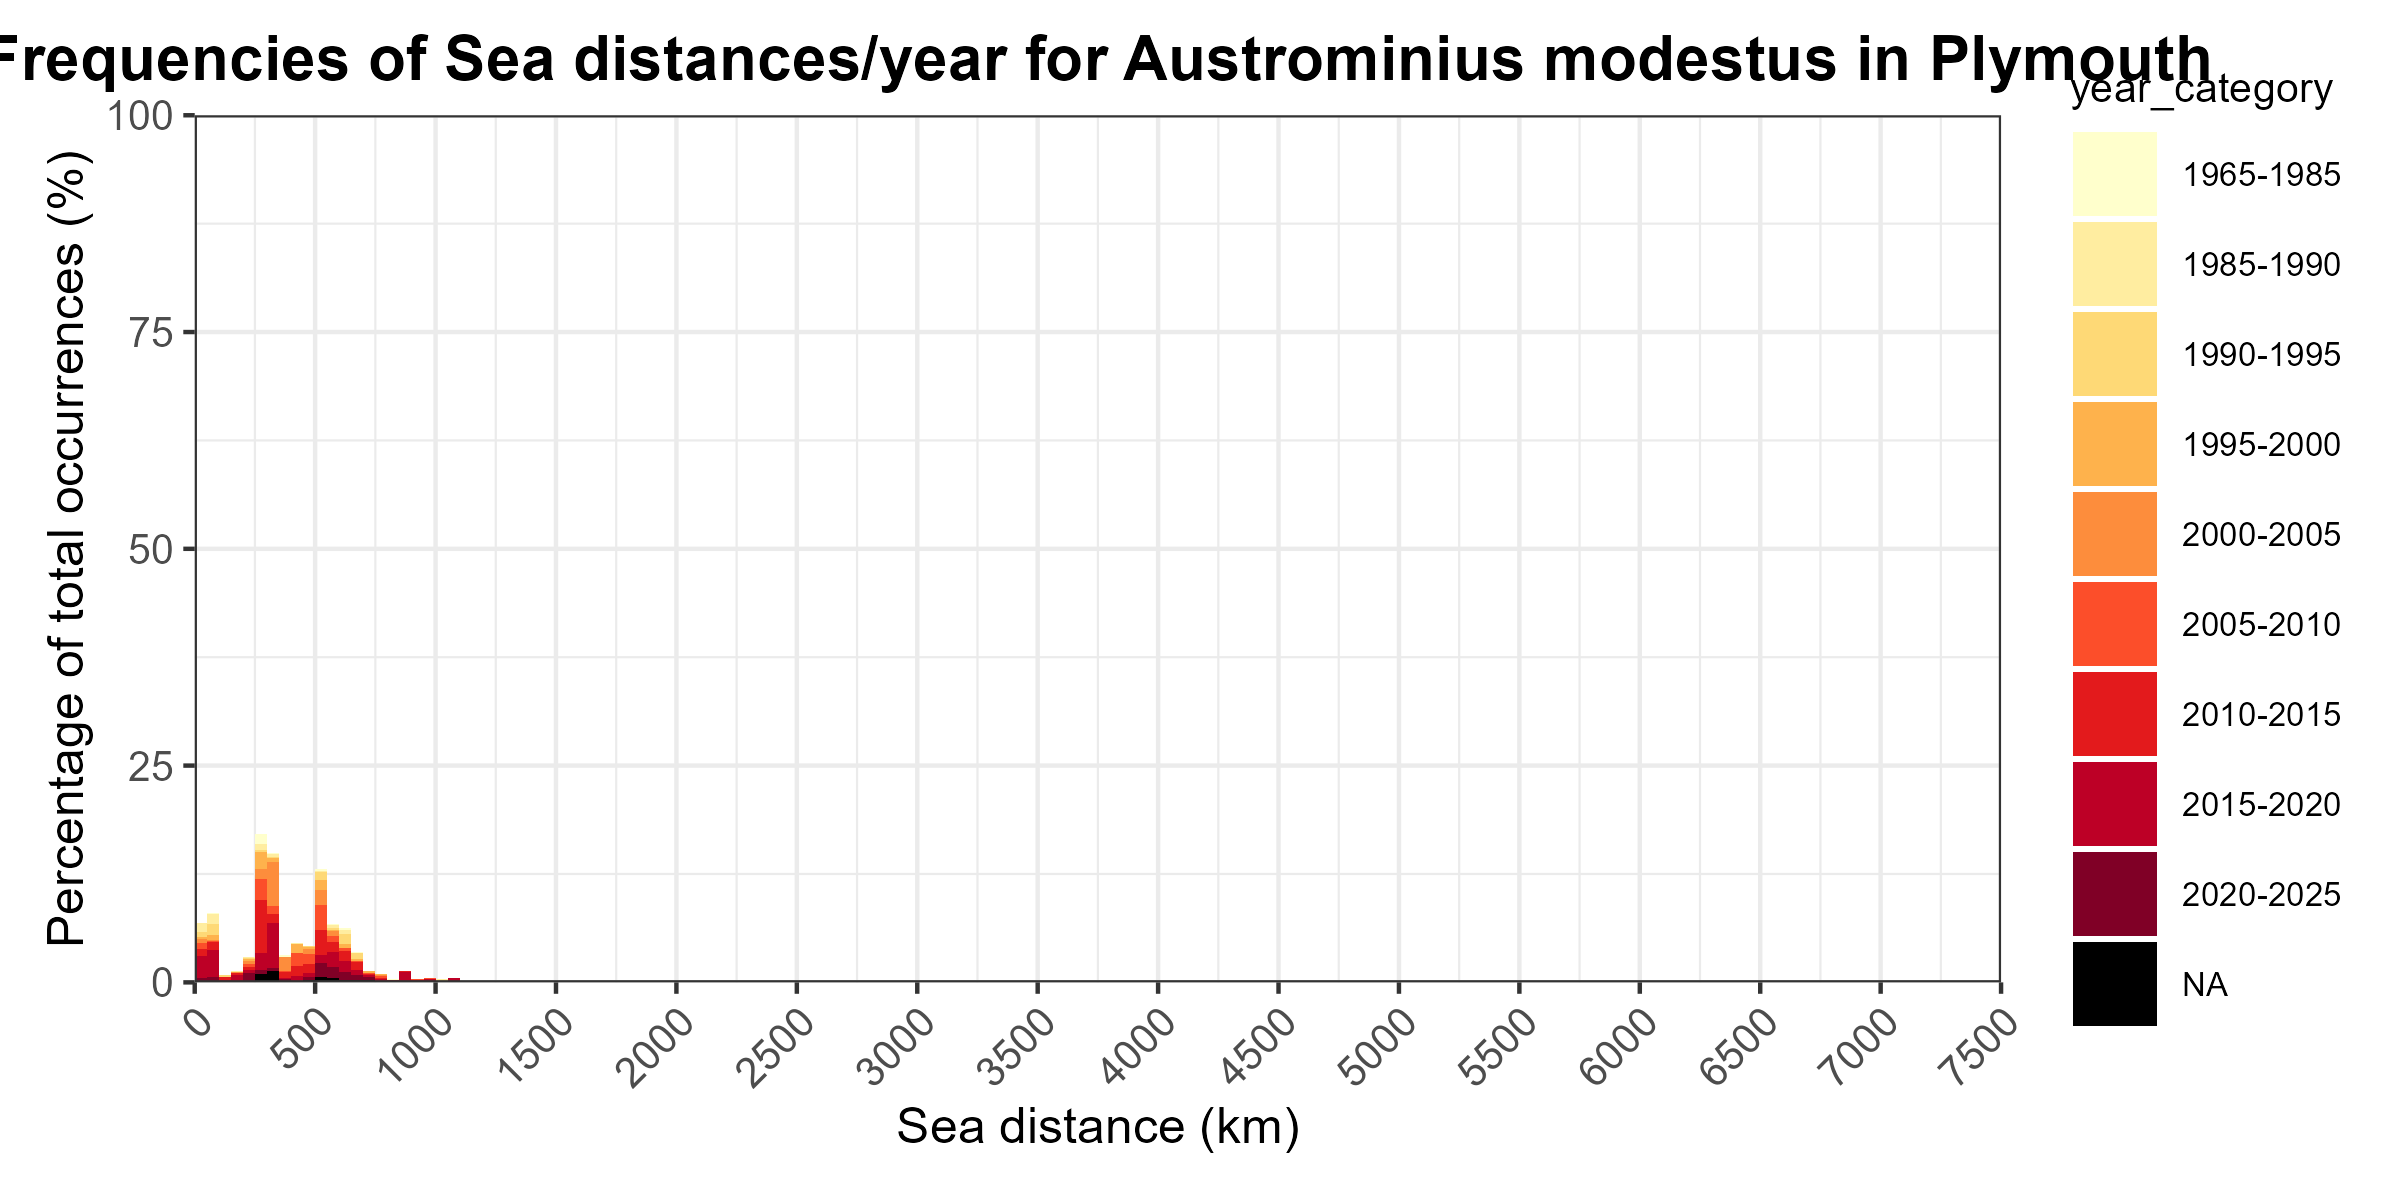 Frequencies of Sea distances/year for Austrominius modestus in Plymouth
year_category
1965-1985
1985-1990
1990-1995
1995-2000
2000-2005
2005-2010
2010-2015
2015-2020
2020-2025
NA
Percentage of total occurrences (%)
100
75
50
25
0
0 500 1000 1500 2000 2500 3000 3500 4000 4500 5000 5500 6000 6500 7000 7500
Sea distance (km)